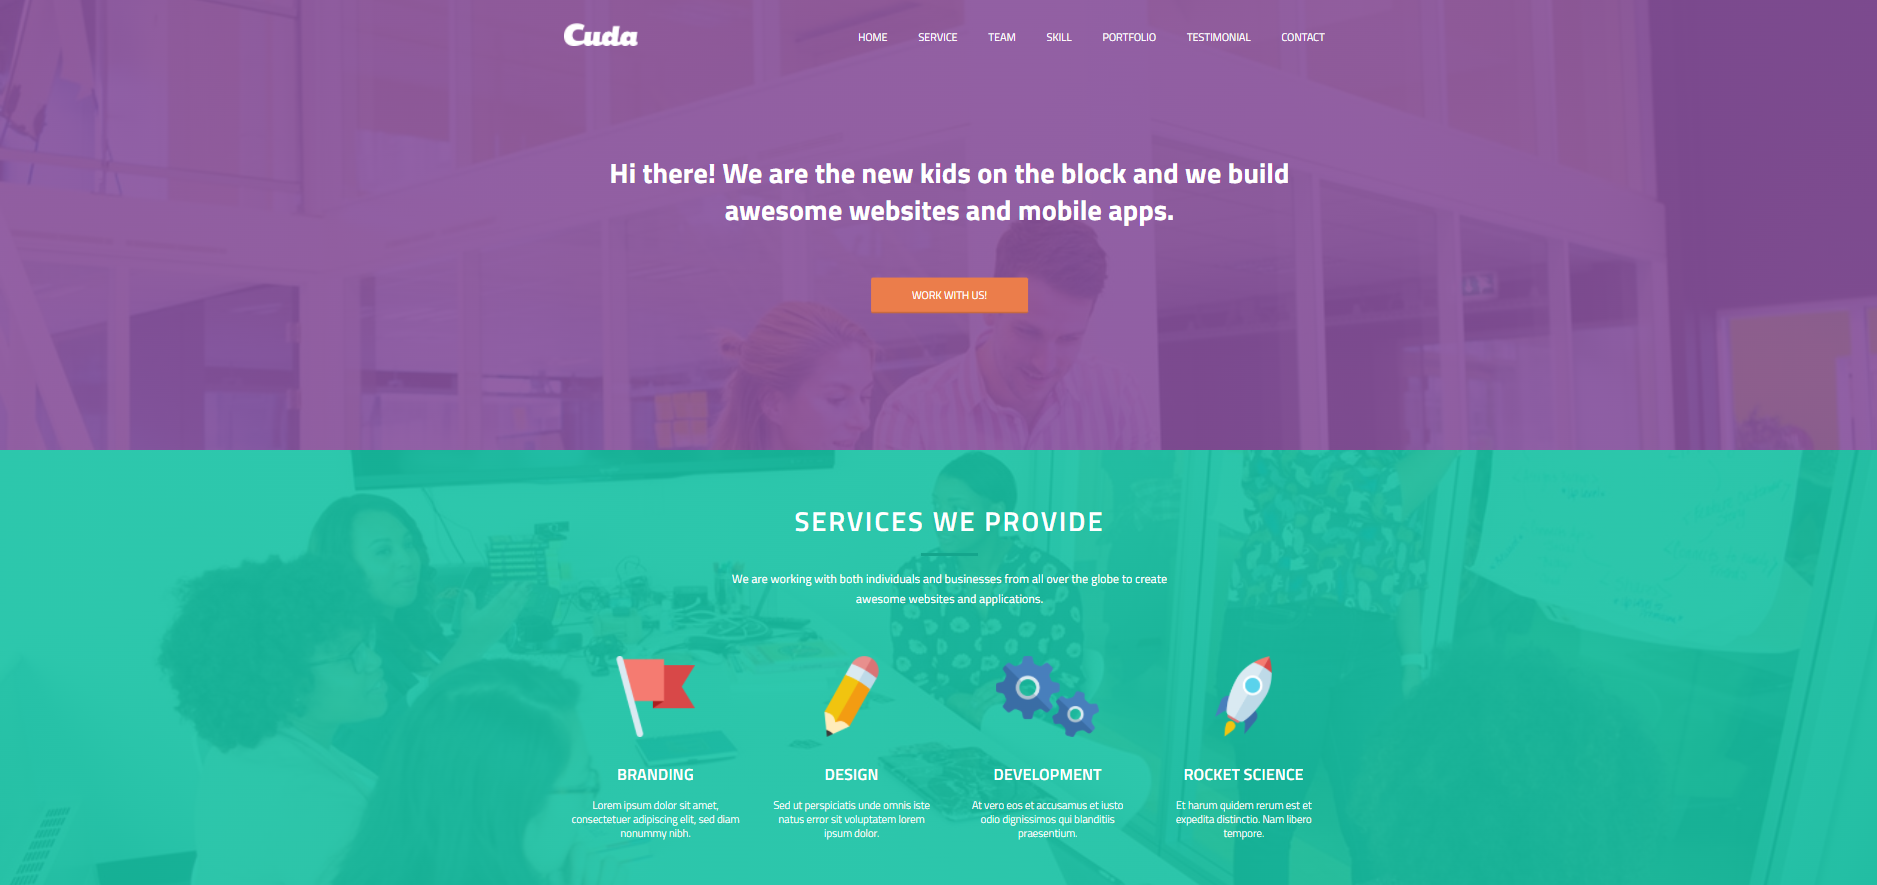 Cuda
HOME SERVICE TEAM SKILL PORTFOLIO TESTIMONIAL CONTACT
Hi there! We are the new kids on the block and we build
awesome websites and mobile apps.
WORK WITH US!
SERVICES WE PROVIDE
We are working with both individuals and businesses from all over the globe to create
awesome websites and applications.
BRANDING
Lorem ipsum dolor sit amet,
consectetuer adipiscing elit, sed diam
nonummy nibh.
DESIGN
Sed ut perspiciatis unde omnis iste
natus error sit voluptatem lorem
ipsum dolor.
DEVELOPMENT
At vero eos et accusamus et iusto
odio dignissimos qui blanditiis
praesentium.
ROCKET SCIENCE
Et harum quidem rerum est et
expedita distinctio. Nam libero
tempore.